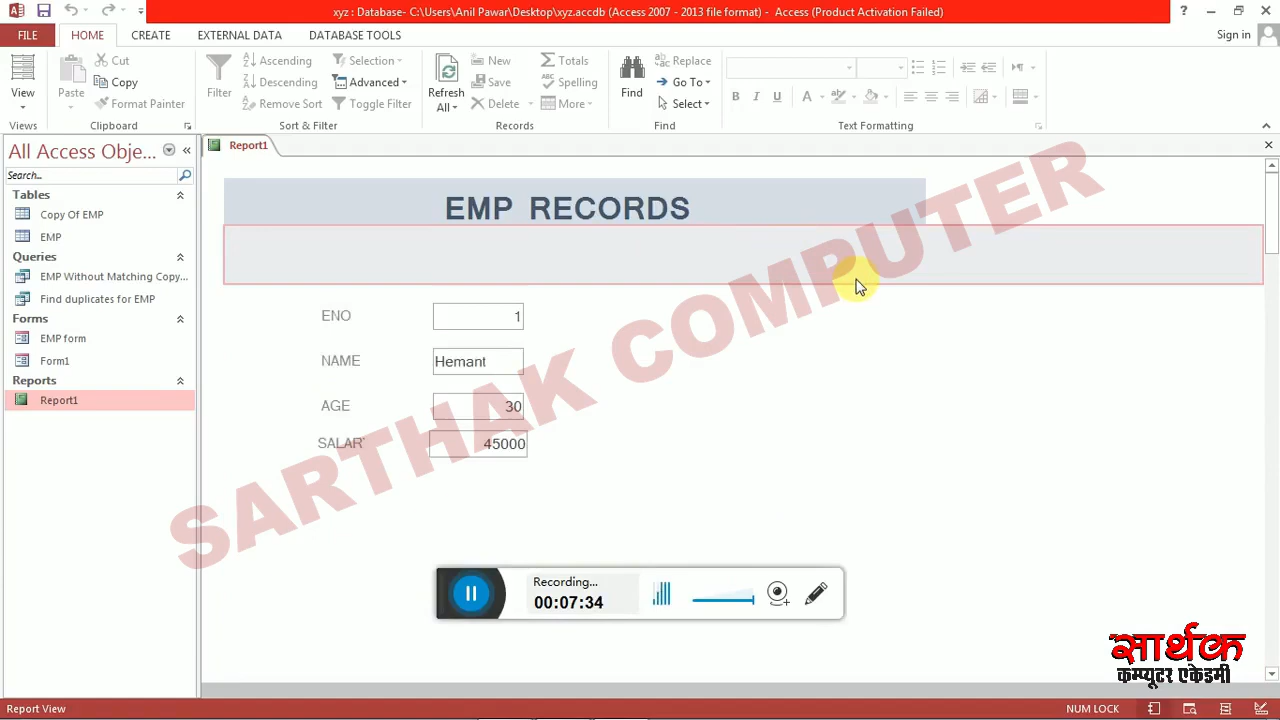 xyz : Database- C:\Users\Anil Pawar\Desktop\xyz.accdb (Access 2007 - 2013 file format) - Access (Product Activation Failed)
FILE HOME CREATE EXTERNAL DATA DATABASE TOOLS Sign in
Cut Ascending Selection New Totals Replace
Copy Descending Advanced Save Spelling Go To
View Paste Format Painter Filter Remove Sort Toggle Filter Refresh All Delete More Find Select
B I U A
Views Clipboard Sort & Filter Records Find Text Formatting
All Access Obje...
Search...
Tables
Copy Of EMP
EMP
Queries
EMP Without Matching Copy...
Find duplicates for EMP
Forms
EMP form
Form1
Reports
Report1
Report1
EMP RECORDS
ENO 1
NAME Hemant
AGE 30
SALAR 45000
SARTHAK COMPUTER
Recording...
00:07:34
सार्थक
कम्प्यूटर एकेडमी
Report View NUM LOCK